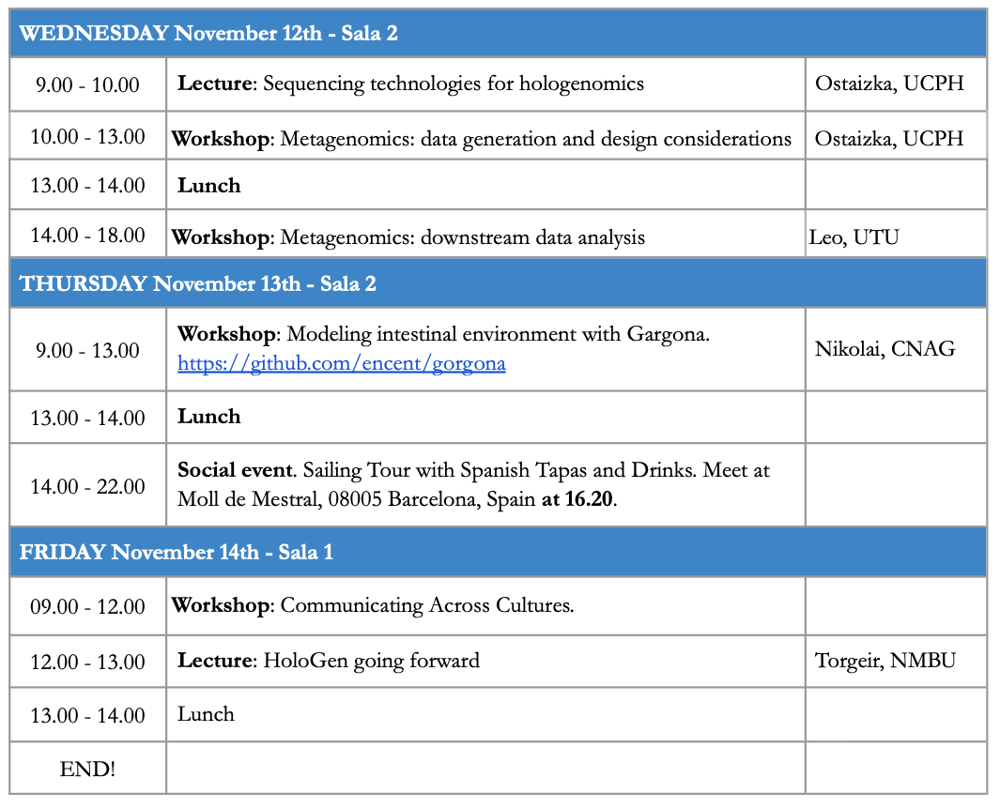 WEDNESDAY November 12th - Sala 2
9.00 - 10.00 Lecture: Sequencing technologies for hologenomics Ostaizka, UCPH
10.00 - 13.00 Workshop: Metagenomics: data generation and design considerations Ostaizka, UCPH
13.00 - 14.00 Lunch
14.00 - 18.00 Workshop: Metagenomics: downstream data analysis Leo, UTU
THURSDAY November 13th - Sala 2
9.00 - 13.00 Workshop: Modeling intestinal environment with Gargona. Nikolai, CNAG
https://github.com/encent/gorgona
13.00 - 14.00 Lunch
14.00 - 22.00 Social event. Sailing Tour with Spanish Tapas and Drinks. Meet at
Moll de Mestral, 08005 Barcelona, Spain at 16.20.
FRIDAY November 14th - Sala 1
09.00 - 12.00 Workshop: Communicating Across Cultures.
12.00 - 13.00 Lecture: HoloGen going forward Torgeir, NMBU
13.00 - 14.00 Lunch
END!